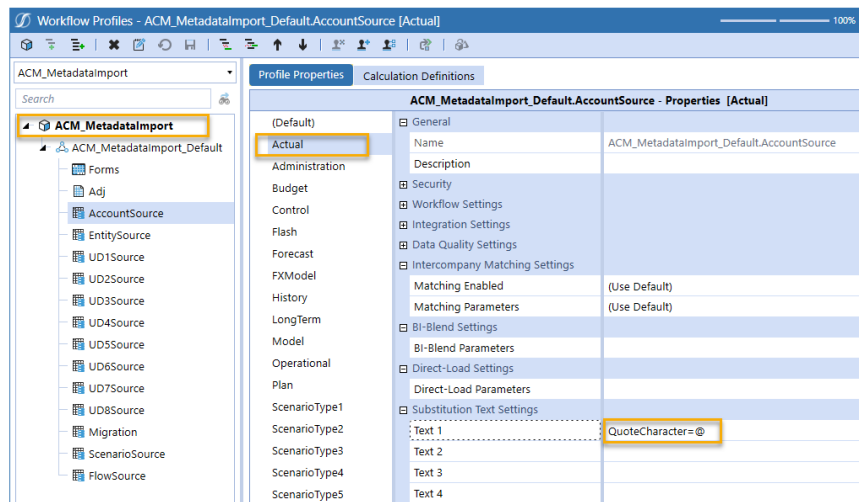 Workflow Profiles - ACM_MetadataImport_Default.AccountSource [Actual]
100%
ACM_MetadataImport
Search
ACM_MetadataImport
ACM_MetadataImport_Default
Forms
Adj
AccountSource
EntitySource
UD1Source
UD2Source
UD3Source
UD4Source
UD5Source
UD6Source
UD7Source
UD8Source
Migration
ScenarioSource
FlowSource
Profile Properties
Calculation Definitions
ACM_MetadataImport_Default.AccountSource - Properties [Actual]
(Default)
Actual
Administration
Budget
Control
Flash
Forecast
FXModel
History
LongTerm
Model
Operational
Plan
ScenarioType1
ScenarioType2
ScenarioType3
ScenarioType4
ScenarioType5
General
Name ACM_MetadataImport_Default.AccountSource
Description
Security
Workflow Settings
Integration Settings
Data Quality Settings
Intercompany Matching Settings
Matching Enabled (Use Default)
Matching Parameters (Use Default)
BI-Blend Settings
BI-Blend Parameters
Direct-Load Settings
Direct-Load Parameters
Substitution Text Settings
Text 1 QuoteCharacter=@
Text 2
Text 3
Text 4